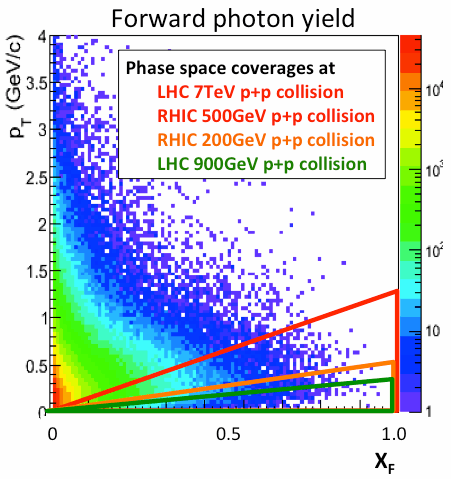 Forward photon yield
p_T (GeV/c)
4
3.5
3
2.5
2
1.5
1
0.5
0
Phase space coverages at
LHC 7TeV p+p collision
RHIC 500GeV p+p collision
RHIC 200GeV p+p collision
LHC 900GeV p+p collision
10^4
10^3
10^2
10
1
0
0.5
1.0
X_F